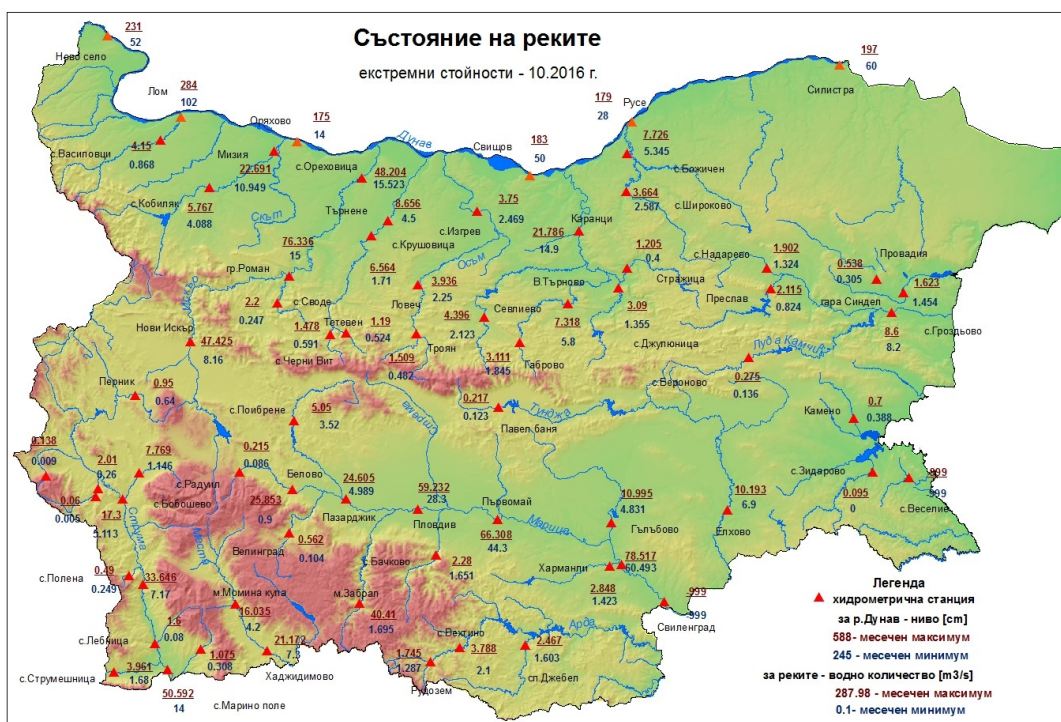 Състояние на реките
екстремни стойности - 10.2016 г.
231
52
Ново село
284
102
Лом
175
14
Оряхово
Дунав
183
50
Свищов
179
28
Русе
197
60
Силистра
с.Василовци
4.15
0.868
Мизия
22.691
10.949
с.Ореховица
48.204
15.523
7.726
5.345
с.Божичен
с.Кобиляк
5.767
4.088
Скът
Търнене
8.656
4.5
с.Изгрев
3.75
2.469
3.664
2.587
с.Широково
Каранци
21.786
14.9
с.Крушовица
6.564
1.71
Осъм
76.336
15
гр.Роман
1.205
0.4
Стражица
с.Надарево
1.902
1.324
0.538
0.305
Провадия
1.623
1.454
Искър
2.2
0.247
с.Своде
3.936
2.25
Ловеч
В.Търново
Севлиево
3.09
1.355
Преслав
2.115
0.824
гара Синдел
Нови Искър
47.425
8.16
1.478
0.591
Тетевен
1.19
0.524
4.396
2.123
7.318
5.8
8.6
8.2
с.Гроздьово
с.Черни Вит
1.509
0.482
Троян
3.111
1.845
Габрово
с.Джулюница
Луда Камчия
с.Бероново
0.275
0.136
Перник
0.95
0.64
с.Поибрене
5.05
3.52
0.217
0.123
Павел баня
Тунджа
Камено
0.7
0.388
0.138
0.009
2.01
0.26
7.769
1.146
0.215
0.086
с.Радуил
Белово
с.Бобошево
24.605
4.989
Пазарджик
59.232
28.3
Пловдив
Първомай
66.308
44.3
Марица
10.995
4.831
Гълъбово
10.193
6.9
Елхово
с.Зидарово
0.095
0
-999
-999
с.Веселие
0.06
0.005
17.3
5.113
25.853
0.9
Струма
Места
Велинград
0.562
0.104
с.Бачково
2.28
1.651
Харманли
2.848
1.423
78.517
60.493
-999
-999
Свиленград
с.Полена
0.49
0.249
33.646
7.17
м.Момина кула
16.035
4.2
м.Забрал
40.41
1.695
с.Лебница
1.6
0.08
1.075
0.308
21.172
7.3
Хаджидимово
с.Вехтино
3.788
2.1
Арда
2.467
1.603
сп.Джебел
1.745
1.287
Рудозем
с.Струмешница
3.961
1.68
50.592
14
с.Марино поле
Легенда
хидрометрична станция
за р.Дунав - ниво [cm]
588- месечен максимум
245 - месечен минимум
за реките - водно количество [m3/s]
287.98 - месечен максимум
0.1- месечен минимум